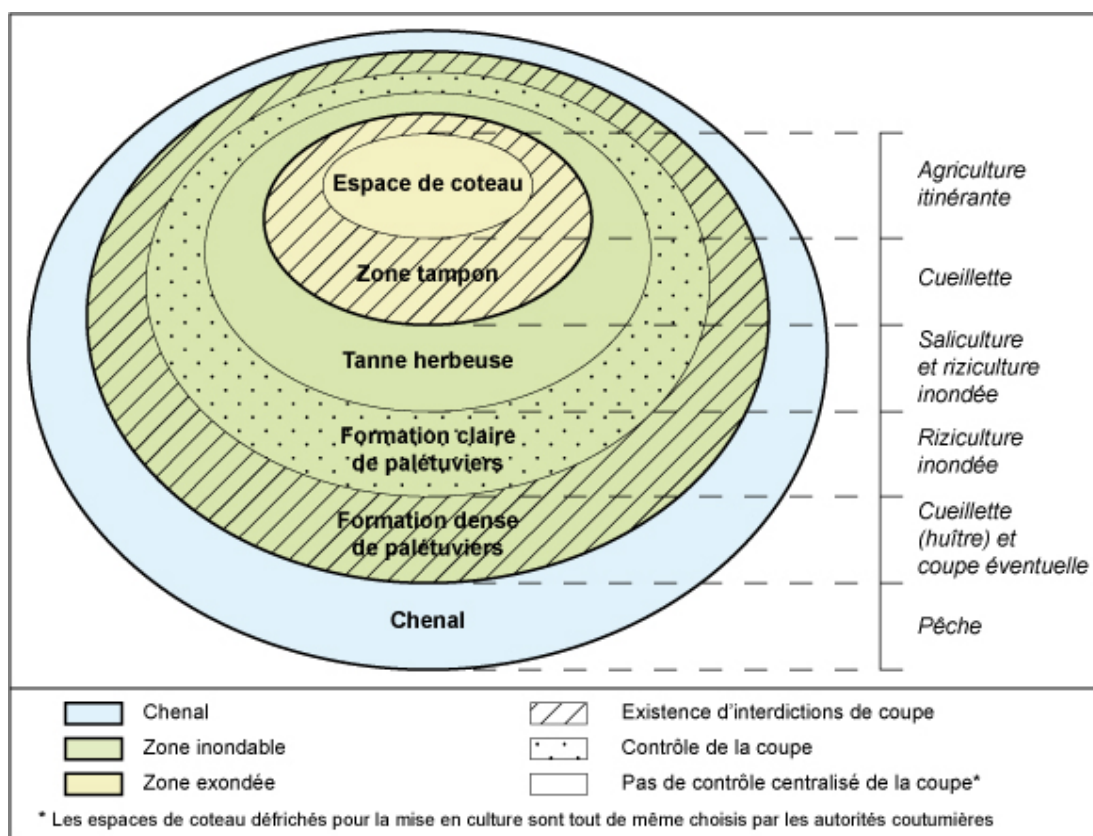 Espace de coteau
Zone tampon
Tanne herbeuse
Formation claire
de palétuviers
Formation dense
de palétuviers
Chenal
Agriculture
itinérante
Cueillette
Saliculture
et riziculture
inondée
Riziculture
inondée
Cueillette
(huître) et
coupe éventuelle
Pêche
Chenal
Zone inondable
Zone exondée
Existence d'interdictions de coupe
Contrôle de la coupe
Pas de contrôle centralisé de la coupe*
* Les espaces de coteau défrichés pour la mise en culture sont tout de même choisis par les autorités coutumières